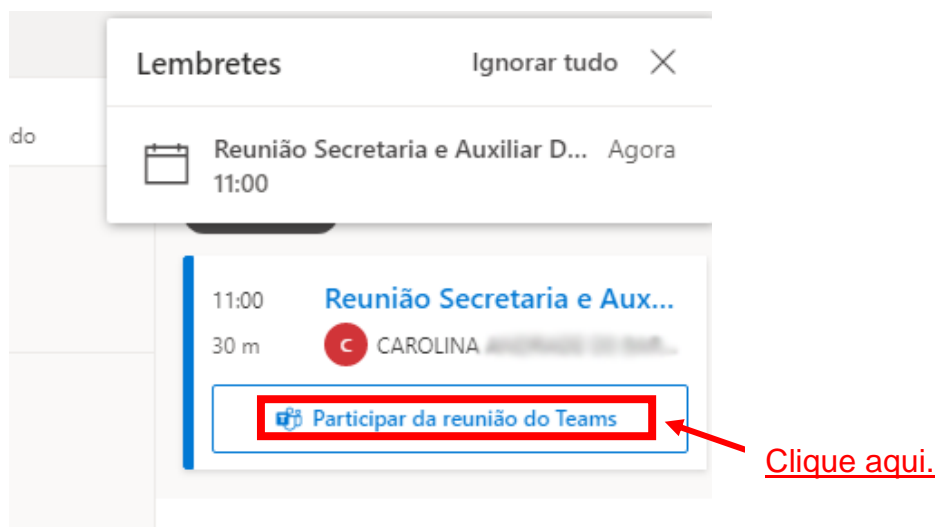 Lembretes Ignorar tudo
do
Reunião Secretaria e Auxiliar D... Agora
11:00
11:00 Reunião Secretaria e Aux...
30 m C CAROLINA
Participar da reunião do Teams
Clique aqui.